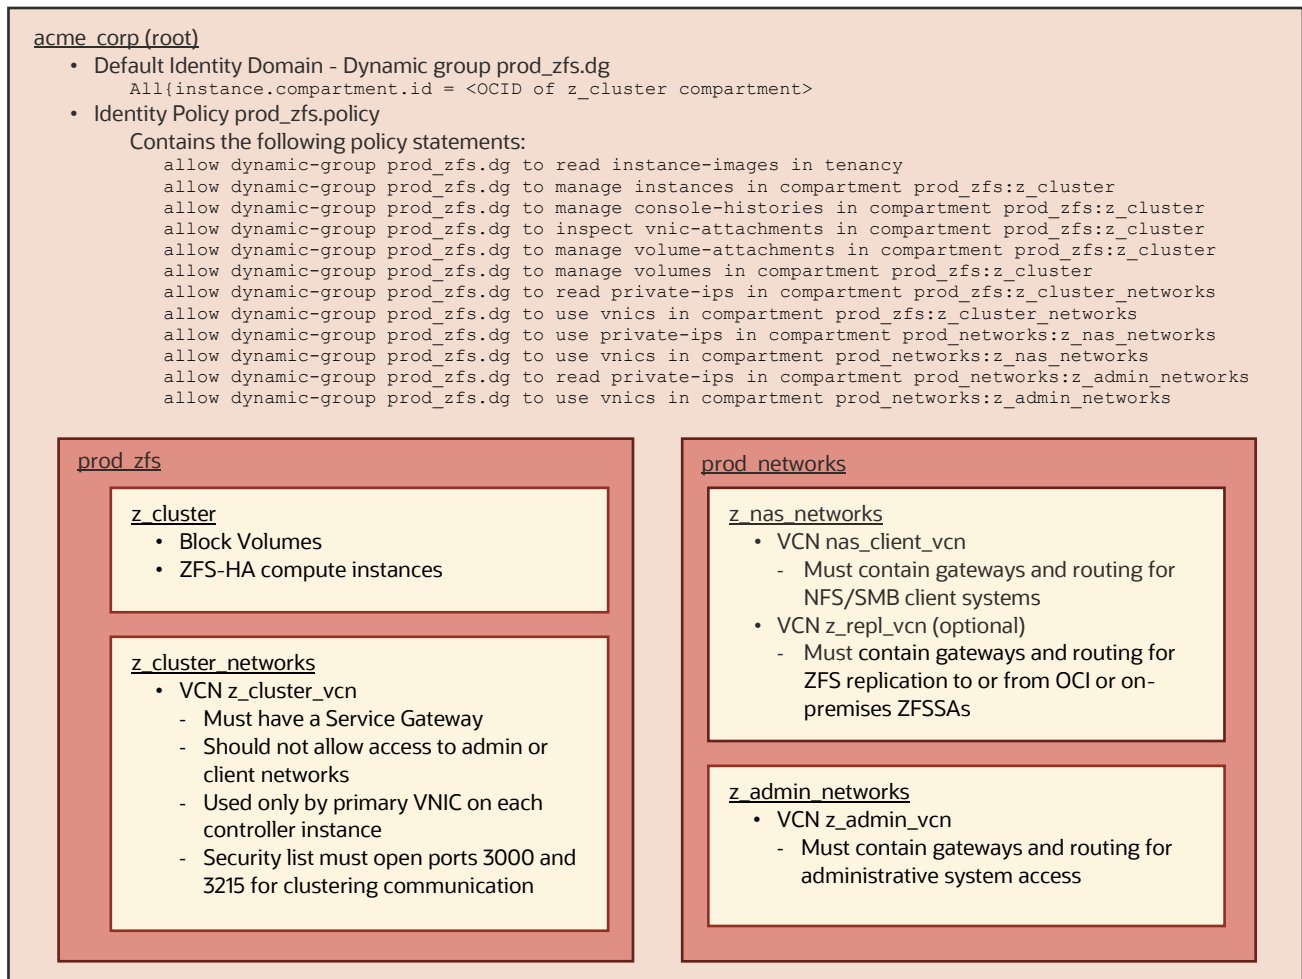 acme_corp (root)
• Default Identity Domain - Dynamic group prod_zfs.dg
All{instance.compartment.id = <OCID of z_cluster compartment>
• Identity Policy prod_zfs.policy
Contains the following policy statements:
allow dynamic-group prod_zfs.dg to read instance-images in tenancy
allow dynamic-group prod_zfs.dg to manage instances in compartment prod_zfs:z_cluster
allow dynamic-group prod_zfs.dg to manage console-histories in compartment prod_zfs:z_cluster
allow dynamic-group prod_zfs.dg to inspect vnic-attachments in compartment prod_zfs:z_cluster
allow dynamic-group prod_zfs.dg to manage volume-attachments in compartment prod_zfs:z_cluster
allow dynamic-group prod_zfs.dg to manage volumes in compartment prod_zfs:z_cluster
allow dynamic-group prod_zfs.dg to read private-ips in compartment prod_zfs:z_cluster_networks
allow dynamic-group prod_zfs.dg to use vnics in compartment prod_zfs:z_cluster_networks
allow dynamic-group prod_zfs.dg to use private-ips in compartment prod_networks:z_nas_networks
allow dynamic-group prod_zfs.dg to use vnics in compartment prod_networks:z_nas_networks
allow dynamic-group prod_zfs.dg to read private-ips in compartment prod_networks:z_admin_networks
allow dynamic-group prod_zfs.dg to use vnics in compartment prod_networks:z_admin_networks
prod_zfs
z_cluster
• Block Volumes
• ZFS-HA compute instances
z_cluster_networks
• VCN z_cluster_vcn
- Must have a Service Gateway
- Should not allow access to admin or
client networks
- Used only by primary VNIC on each
controller instance
- Security list must open ports 3000 and
3215 for clustering communication
prod_networks
z_nas_networks
• VCN nas_client_vcn
- Must contain gateways and routing for
NFS/SMB client systems
• VCN z_repl_vcn (optional)
- Must contain gateways and routing for
ZFS replication to or from OCI or on-
premises ZFSSAs
z_admin_networks
• VCN z_admin_vcn
- Must contain gateways and routing for
administrative system access